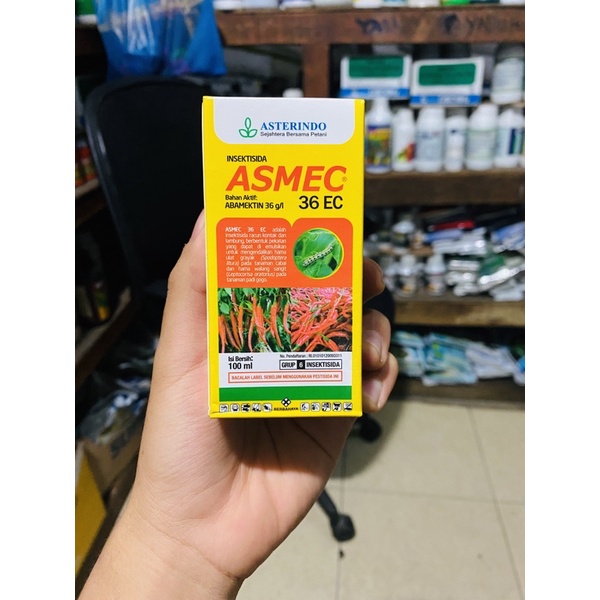 ASTERINDO
Sejahtera Bersama Petani
INSEKTISIDA
ASMEC®
Bahan Aktif:
ABAMEKTIN 36 g/l
36 EC
ASMEC 36 EC adalah
insektisida racun kontak dan
lambung, berbentuk pekatan
yang dapat di emulsikan
untuk mengendalikan hama
ulat grayak (Spodoptera
litura) pada tanaman cabai
dan hama walang sangit
(Leptocorisa oratorius) pada
tanaman padi gogo.
Isi Bersih:
100 ml
GRUP 6 INSEKTISIDA
BACALAH LABEL SEBELUM MENGGUNAKAN PESTISIDA INI
BERBAHAYA